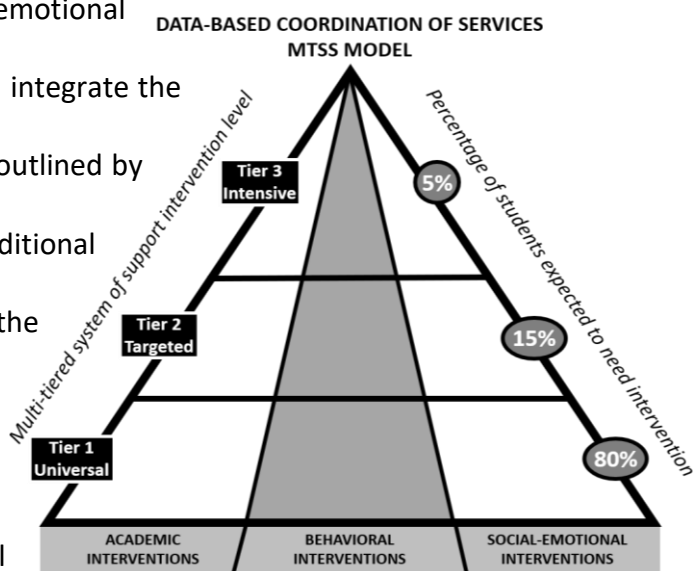 emotional
integrate the
outlined by
ditional
the
DATA-BASED COORDINATION OF SERVICES
MTSS MODEL
Multi-tiered system of support intervention level
Percentage of students expected to need intervention
Tier 3
Intensive
5%
Tier 2
Targeted
15%
Tier 1
Universal
80%
ACADEMIC
INTERVENTIONS
BEHAVIORAL
INTERVENTIONS
SOCIAL-EMOTIONAL
INTERVENTIONS